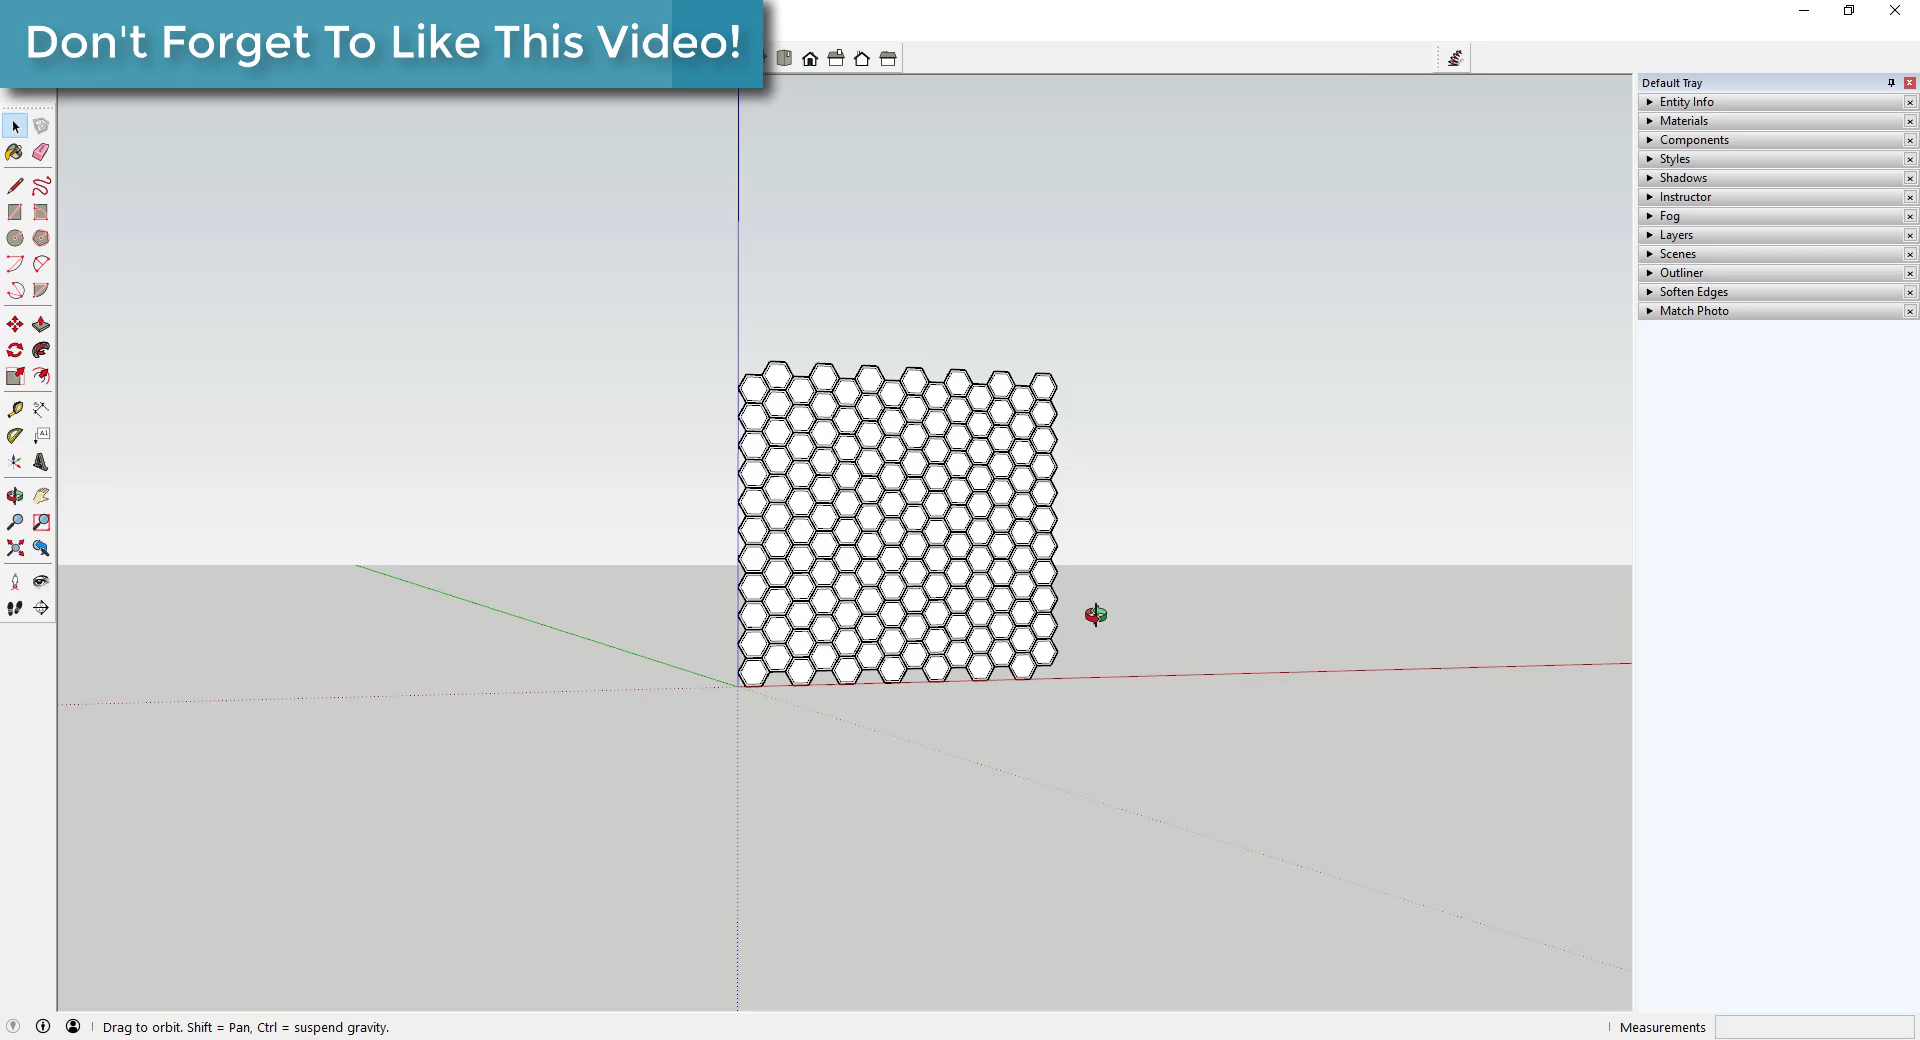 Don't Forget To Like This Video!
Default Tray
Entity Info
Materials
Components
Styles
Shadows
Instructor
Fog
Layers
Scenes
Outliner
Soften Edges
Match Photo
A1
Drag to orbit. Shift = Pan, Ctrl = suspend gravity.
Measurements